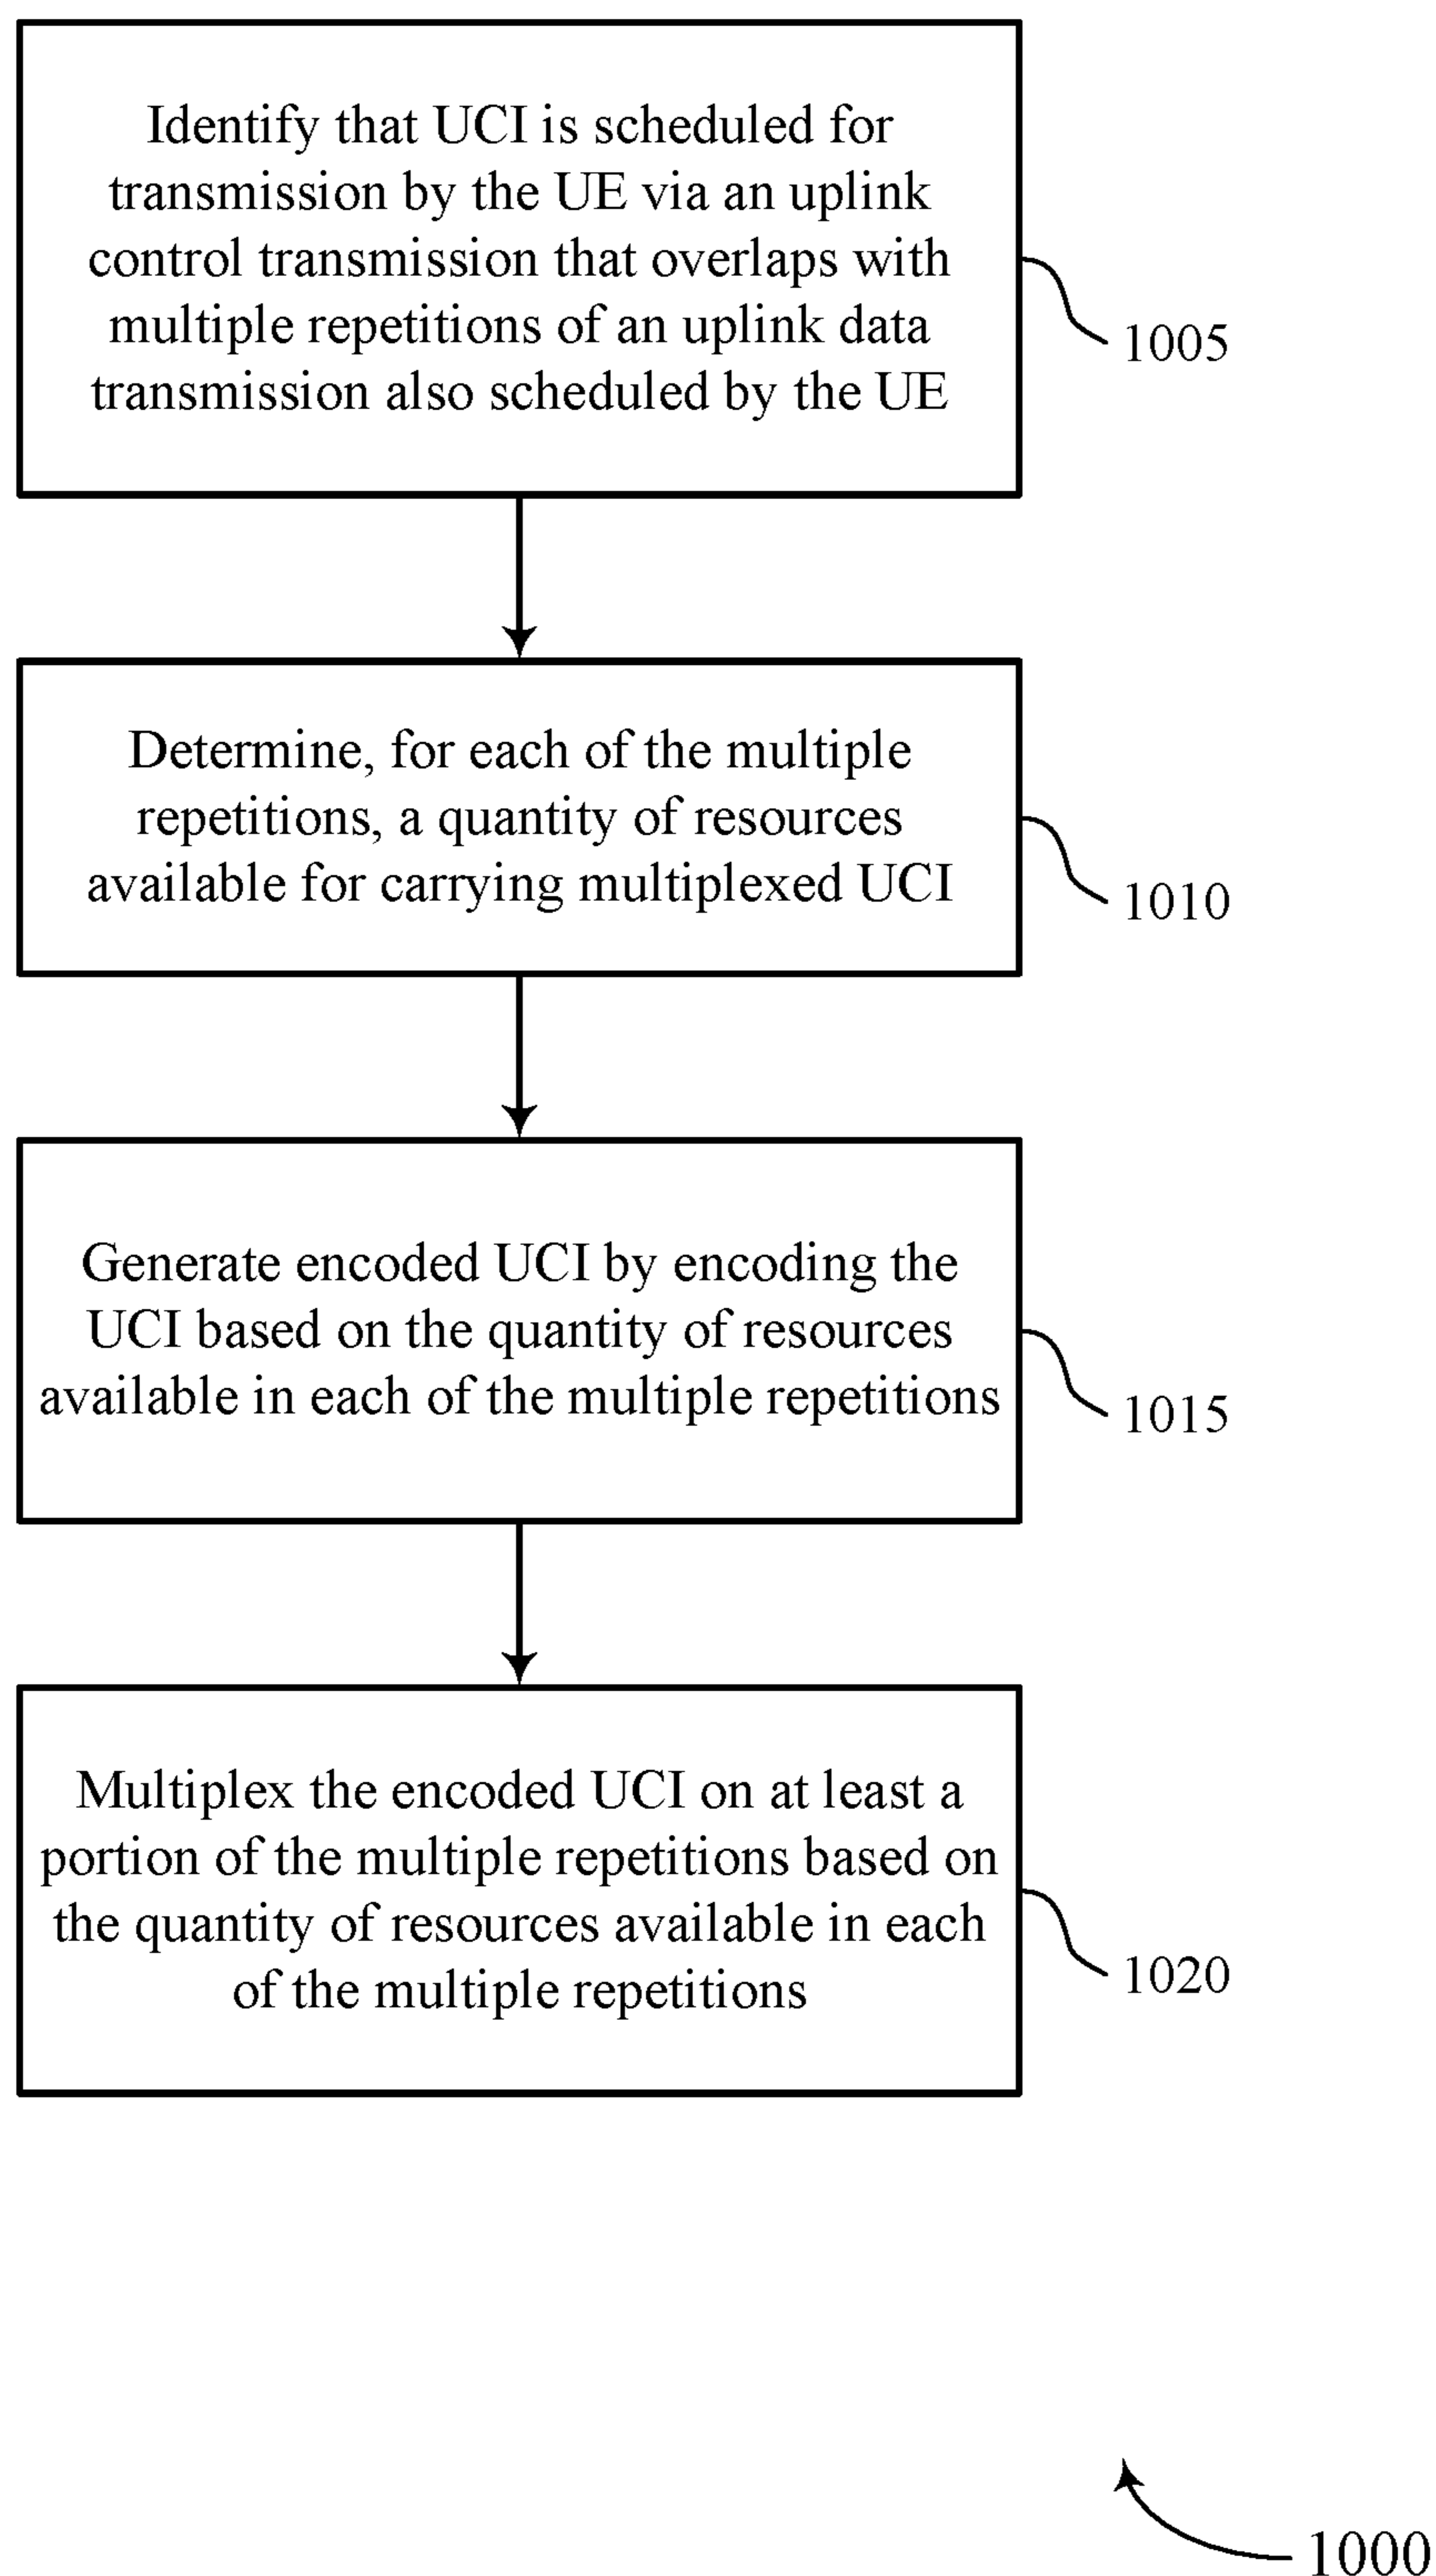 Identify that UCI is scheduled for
transmission by the UE via an uplink
control transmission that overlaps with
multiple repetitions of an uplink data
transmission also scheduled by the UE
1005
Determine, for each of the multiple
repetitions, a quantity of resources
available for carrying multiplexed UCI
1010
Generate encoded UCI by encoding the
UCI based on the quantity of resources
available in each of the multiple repetitions
1015
Multiplex the encoded UCI on at least a
portion of the multiple repetitions based on
the quantity of resources available in each
of the multiple repetitions
1020
1000